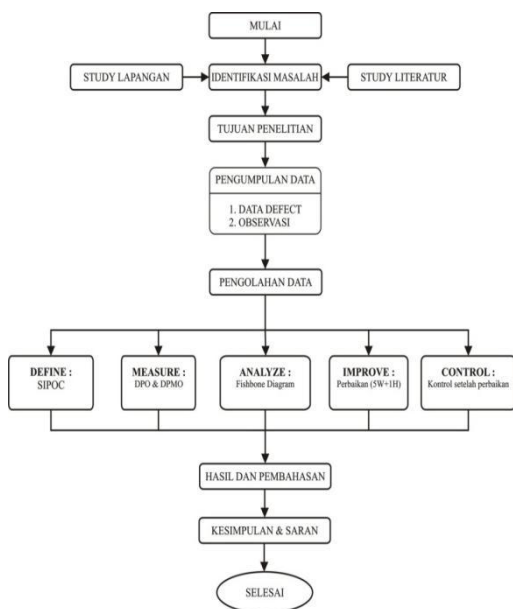 MULAI
STUDY LAPANGAN
IDENTIFIKASI MASALAH
STUDY LITERATUR
TUJUAN PENELITIAN
PENGUMPULAN DATA
1. DATA DEFECT
2. OBSERVASI
PENGOLAHAN DATA
DEFINE :
SIPOC
MEASURE :
DPO & DPMO
ANALYZE :
Fishbone Diagram
IMPROVE :
Perbaikan (5W+1H)
CONTROL :
Kontrol setelah perbaikan
HASIL DAN PEMBAHASAN
KESIMPULAN & SARAN
SELESAI